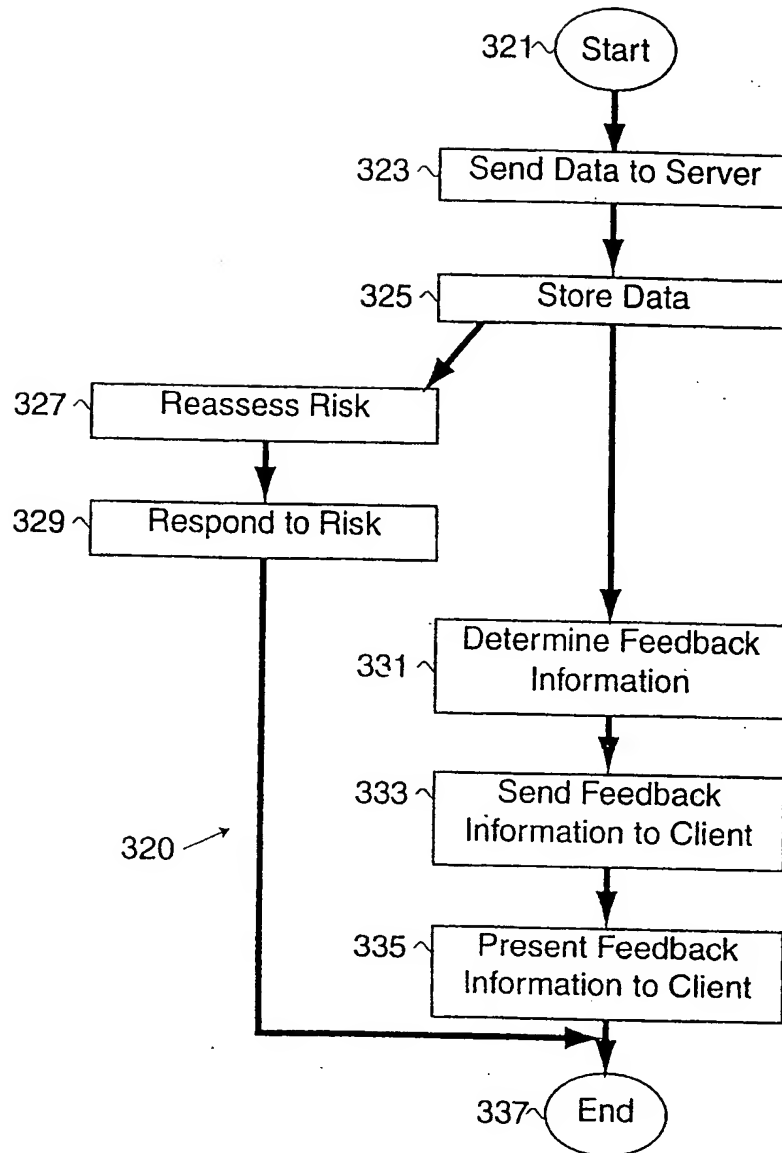 321 Start
323 Send Data to Server
325 Store Data
327 Reassess Risk
329 Respond to Risk
331 Determine Feedback
Information
333 Send Feedback
Information to Client
320
335 Present Feedback
Information to Client
337 End